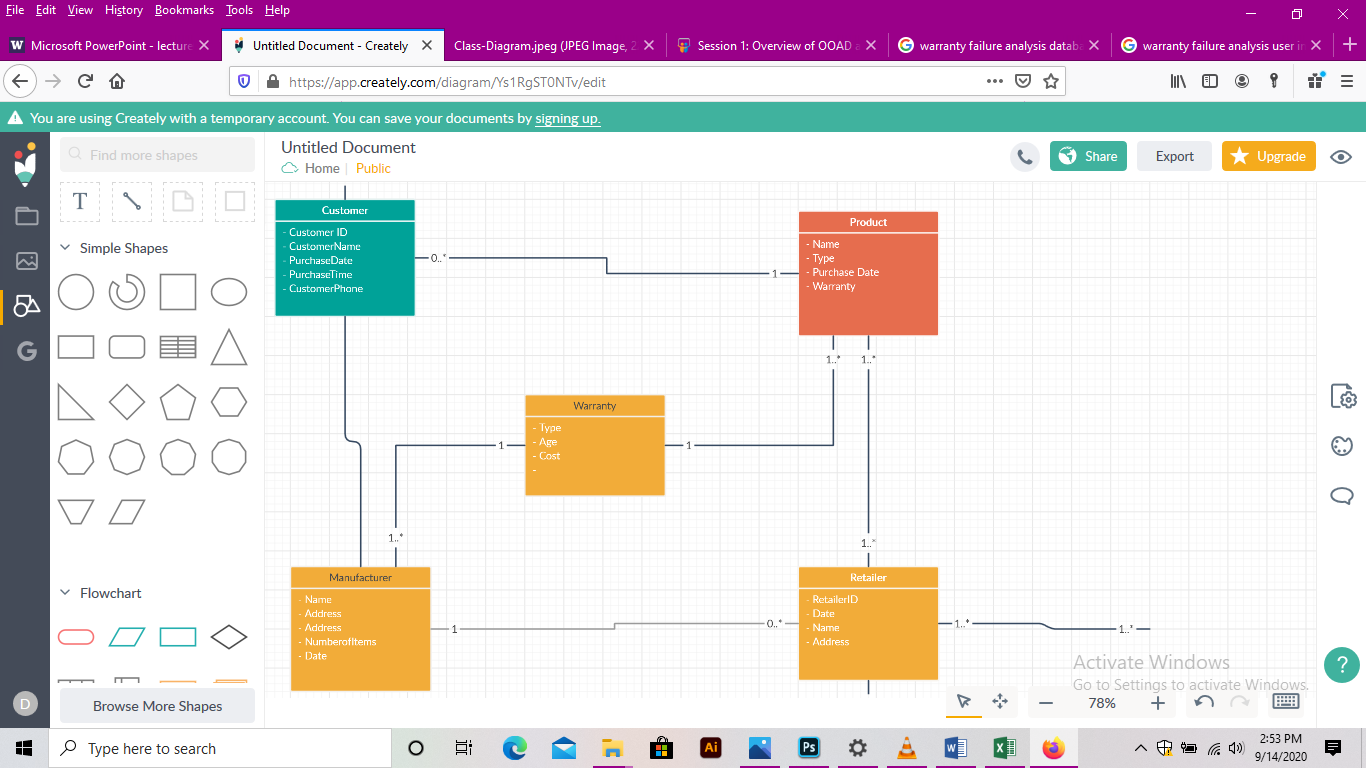 File Edit View History Bookmarks Tools Help
Microsoft PowerPoint - lecture
Untitled Document - Creately
Class-Diagram.jpeg (JPEG Image, 2
Session 1: Overview of OOAD a
warranty failure analysis datab
warranty failure analysis user in
https://app.creately.com/diagram/Ys1RgST0NTv/edit
You are using Creately with a temporary account. You can save your documents by signing up.
Find more shapes
Untitled Document
Home | Public
Share
Export
Upgrade
T
Simple Shapes
Flowchart
Browse More Shapes
G
D
Customer
- Customer ID
- CustomerName
- PurchaseDate
- PurchaseTime
- CustomerPhone
0..*
1
Product
- Name
- Type
- Purchase Date
- Warranty
1..*
1..*
Warranty
- Type
- Age
- Cost
-
1
1
1..*
1..*
Manufacturer
- Name
- Address
- Address
- NumberofItems
- Date
1
0..*
Retailer
- RetailerID
- Date
- Name
- Address
1..*
1..*
Activate Windows
Go to Settings to activate Windows.
78%
?
Type here to search
Ai
Ps
2:53 PM
9/14/2020